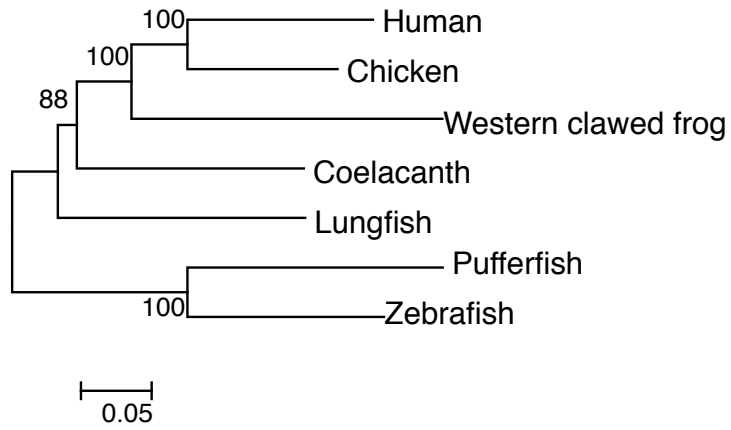 100
Human
100
Chicken
88
Western clawed frog
Coelacanth
Lungfish
Pufferfish
100
Zebrafish
0.05